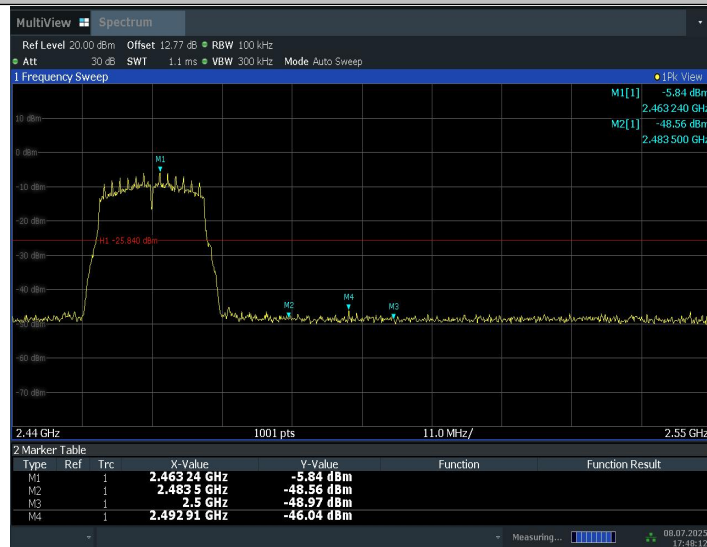 MultiView Spectrum
Ref Level 20.00 dBm Offset 12.77 dB RBW 100 kHz
Att 30 dB SWT 1.1 ms VBW 300 kHz Mode Auto Sweep
1 Frequency Sweep 1Pk View
M1[1] -5.84 dBm
2.463 240 GHz
M2[1] -48.56 dBm
2.483 500 GHz
10 dBm
0 dBm
M1
-10 dBm
-20 dBm
H1 -25.840 dBm
-30 dBm
-40 dBm
M2 M4 M3
-50 dBm
-60 dBm
-70 dBm
2.44 GHz 1001 pts 11.0 MHz/ 2.55 GHz
2 Marker Table
Type Ref Trc X-Value Y-Value Function Function Result
M1 1 2.463 24 GHz -5.84 dBm
M2 1 2.483 5 GHz -48.56 dBm
M3 1 2.5 GHz -48.97 dBm
M4 1 2.492 91 GHz -46.04 dBm
Measuring... 08.07.2025
17:48:12